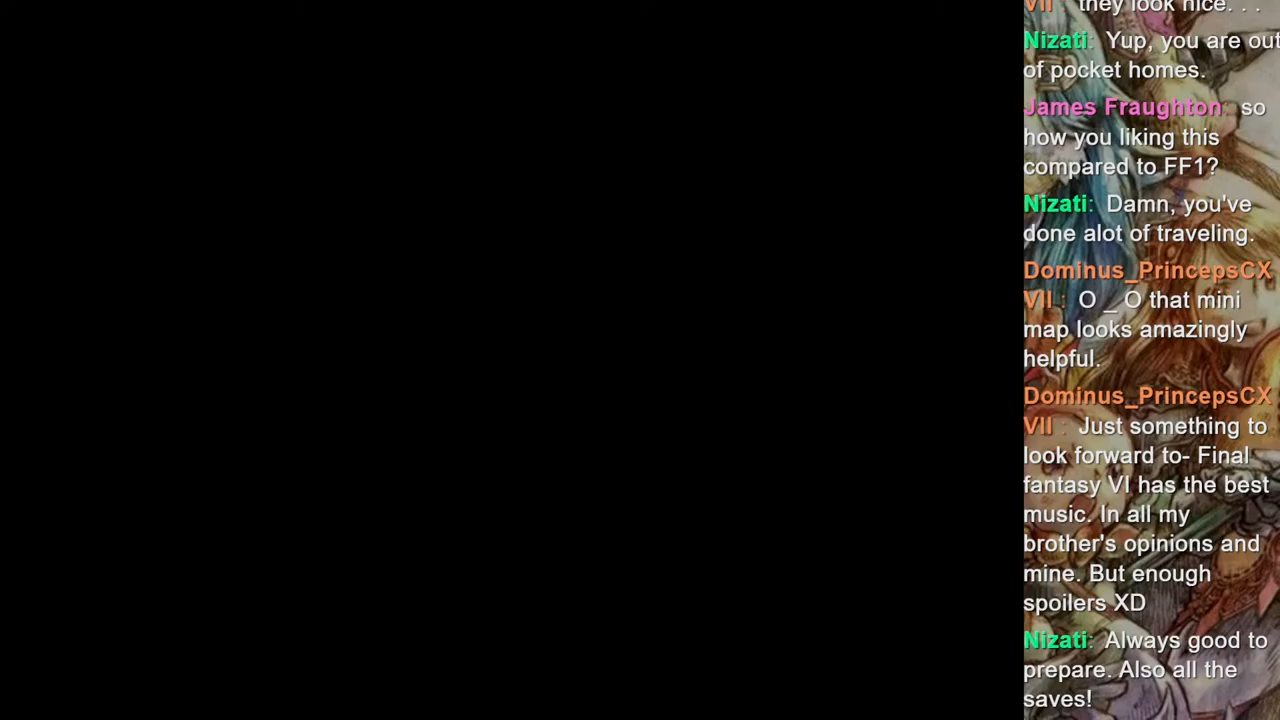 VII : they look nice. . .
Nizati: Yup, you are out
of pocket homes.
James Fraughton: so
how you liking this
compared to FF1?
Nizati: Damn, you've
done alot of traveling.
Dominus_PrincepsCX
VII : O _ O that mini
map looks amazingly
helpful.
Dominus_PrincepsCX
VII : Just something to
look forward to- Final
fantasy VI has the best
music. In all my
brother's opinions and
mine. But enough
spoilers XD
Nizati: Always good to
prepare. Also all the
saves!